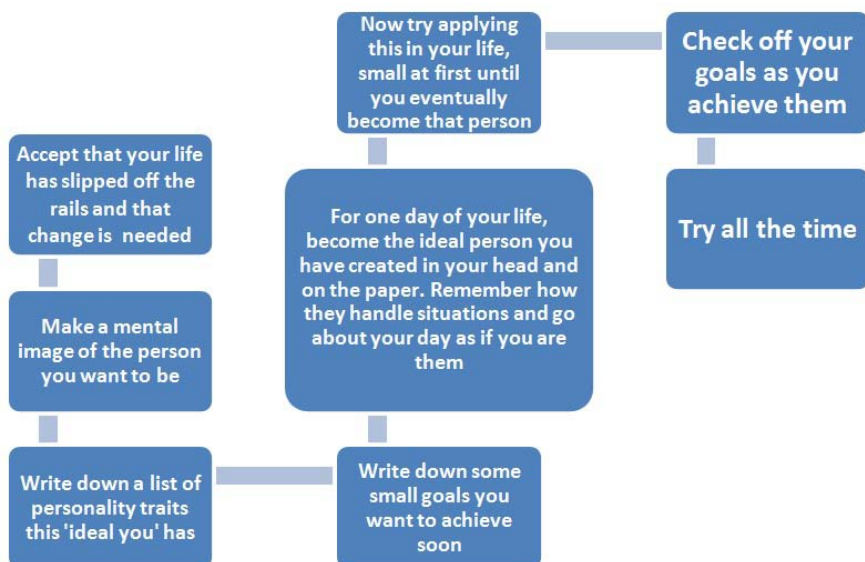 Accept that your life
has slipped off the
rails and that
change is needed
Make a mental
image of the person
you want to be
Write down a list of
personality traits
this 'ideal you' has
Write down some
small goals you
want to achieve
soon
For one day of your life,
become the ideal person you
have created in your head and
on the paper. Remember how
they handle situations and go
about your day as if you are
them
Now try applying
this in your life,
small at first until
you eventually
become that person
Check off your
goals as you
achieve them
Try all the time